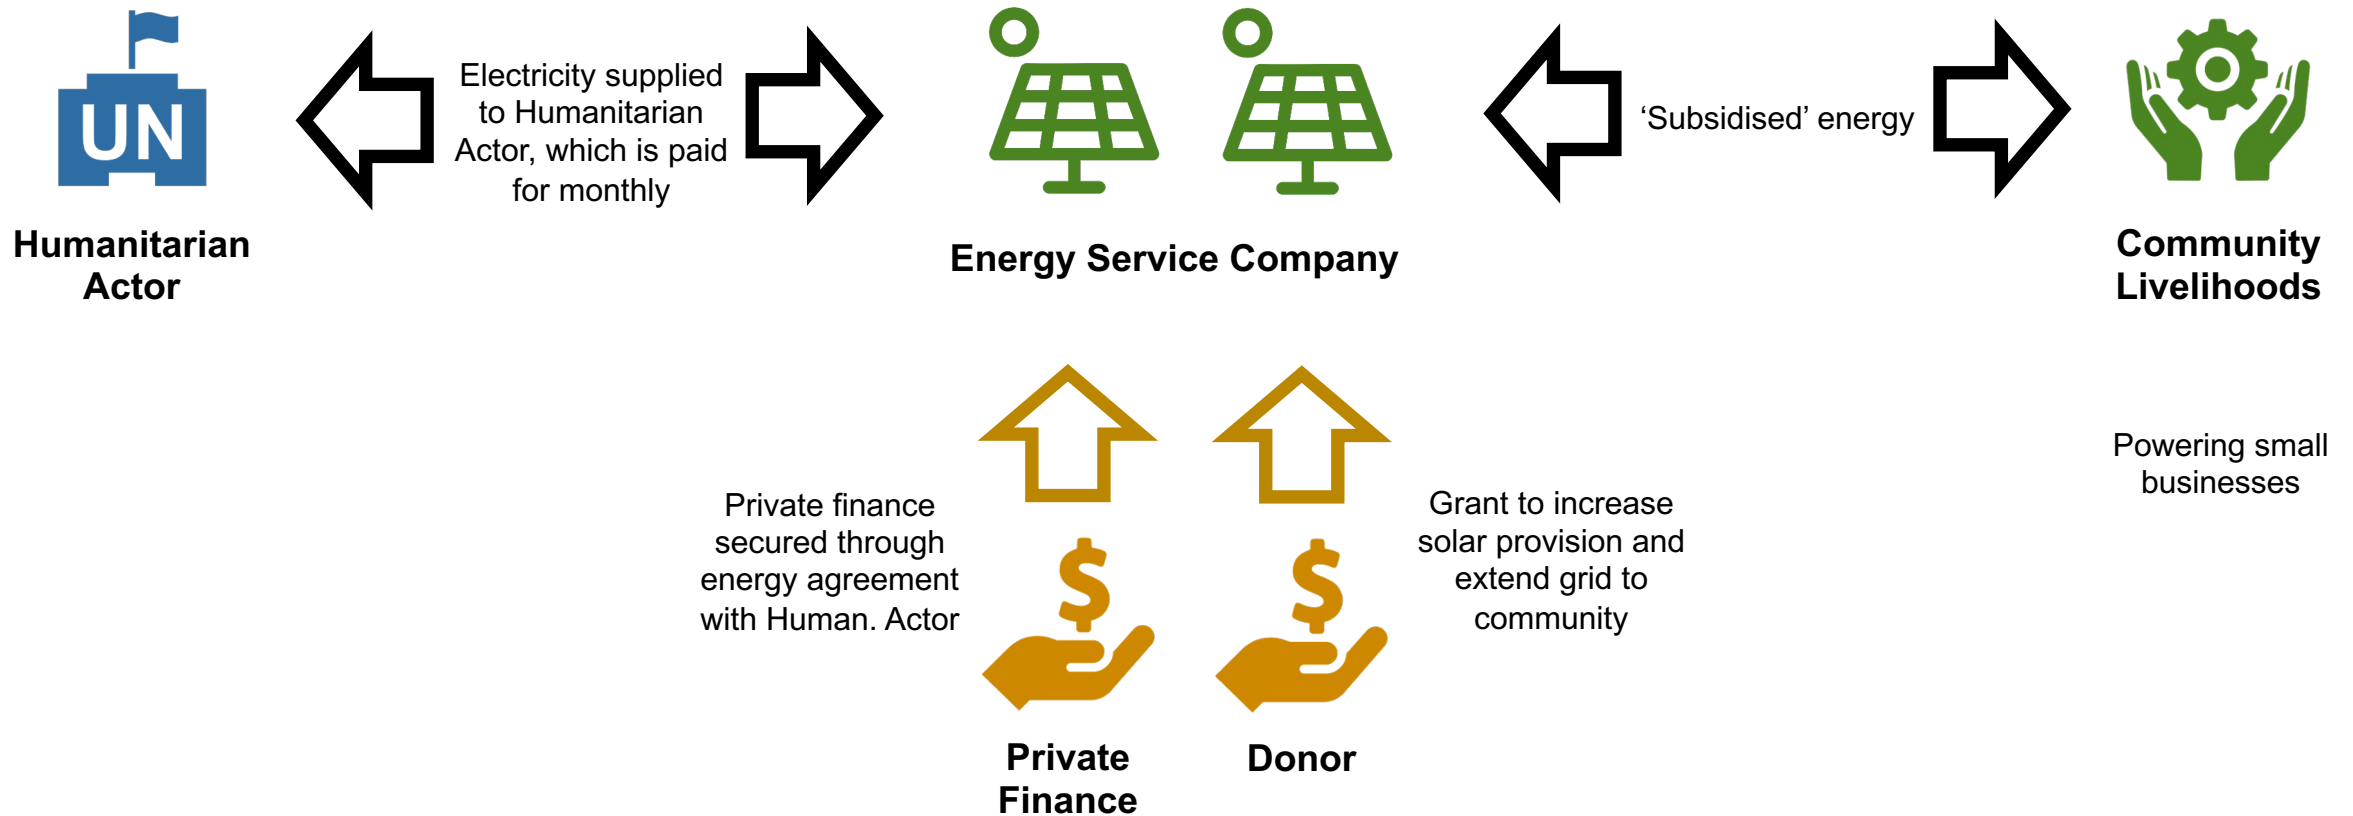 UN
Humanitarian
Actor
Electricity supplied
to Humanitarian
Actor, which is paid
for monthly
Energy Service Company
‘Subsidised’ energy
Community
Livelihoods
Powering small
businesses
Private finance
secured through
energy agreement
with Human. Actor
$
Private
Finance
Grant to increase
solar provision and
extend grid to
community
$
Donor